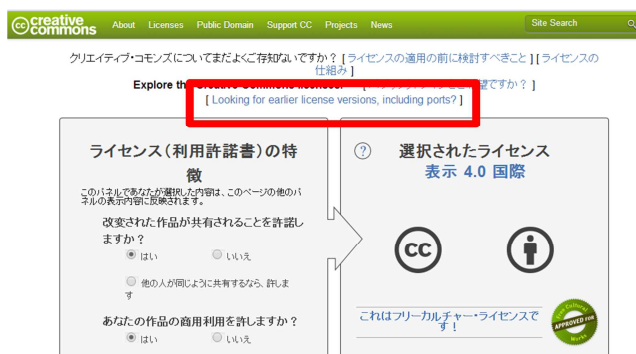 creative commons
About Licenses Public Domain Support CC Projects News
Site Search
クリエイティブ・コモンズについてまだよくご存知ないですか? [ ライセンスの適用の前に検討すべきこと ] [ ライセンスの
仕組み ]
Explore the Creative Commons licenses.
望ですか? ]
[ Looking for earlier license versions, including ports? ]
ライセンス(利用許諾書)の特
徴
このパネルであなたが選択した内容は、このページの他のパ
ネルの表示内容に反映されます。
改変された作品が共有されることを許諾し
ますか?
はい いいえ
他の人が同じように共有するなら、許しま
す
あなたの作品の商用利用を許しますか?
はい いいえ
? 選択されたライセンス
表示 4.0 国際
cc
これはフリーカルチャー・ライセンスで
す!
Free Cultural
APPROVED FOR
Works